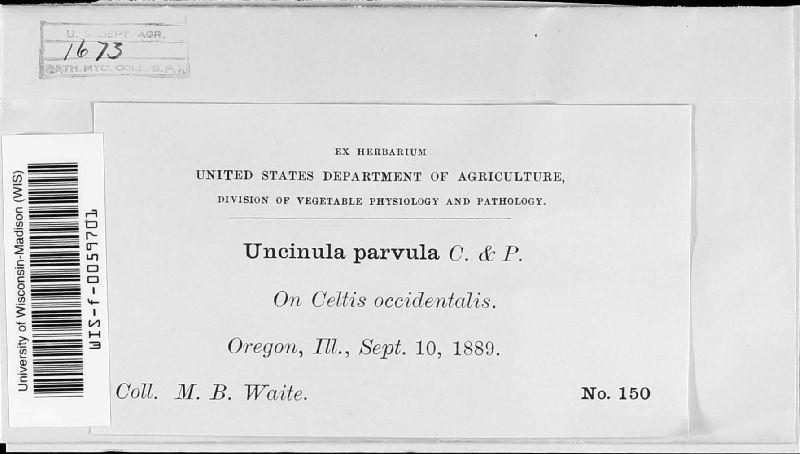 U. S. DEPT. AGR.
1673
PATH. MYC. COLL. B.P.I.
EX HERBARIUM
UNITED STATES DEPARTMENT OF AGRICULTURE,
DIVISION OF VEGETABLE PHYSIOLOGY AND PATHOLOGY.
Uncinula parvula C. & P.
On Celtis occidentalis.
Oregon, Ill., Sept. 10, 1889.
Coll. M. B. Waite. No. 150
University of Wisconsin-Madison (WIS)
WIS-f-0059701